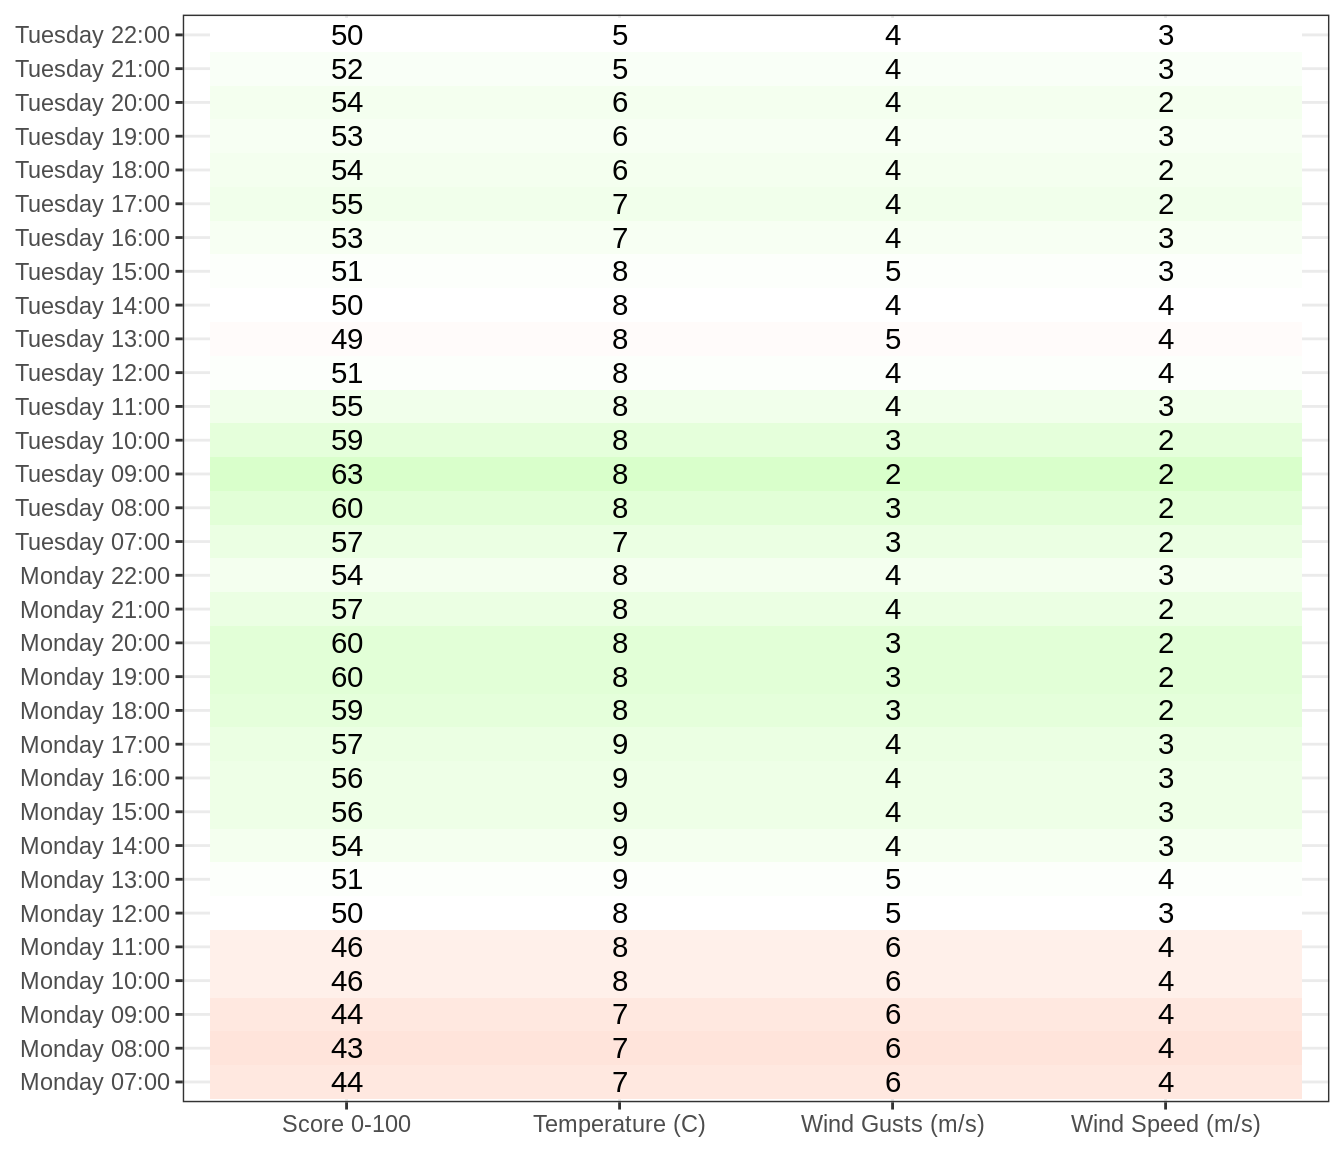 Tuesday 22:00 50 5 4 3
Tuesday 21:00 52 5 4 3
Tuesday 20:00 54 6 4 2
Tuesday 19:00 53 6 4 3
Tuesday 18:00 54 6 4 2
Tuesday 17:00 55 7 4 2
Tuesday 16:00 53 7 4 3
Tuesday 15:00 51 8 5 3
Tuesday 14:00 50 8 4 4
Tuesday 13:00 49 8 5 4
Tuesday 12:00 51 8 4 4
Tuesday 11:00 55 8 4 3
Tuesday 10:00 59 8 3 2
Tuesday 09:00 63 8 2 2
Tuesday 08:00 60 8 3 2
Tuesday 07:00 57 7 3 2
Monday 22:00 54 8 4 3
Monday 21:00 57 8 4 2
Monday 20:00 60 8 3 2
Monday 19:00 60 8 3 2
Monday 18:00 59 8 3 2
Monday 17:00 57 9 4 3
Monday 16:00 56 9 4 3
Monday 15:00 56 9 4 3
Monday 14:00 54 9 4 3
Monday 13:00 51 9 5 4
Monday 12:00 50 8 5 3
Monday 11:00 46 8 6 4
Monday 10:00 46 8 6 4
Monday 09:00 44 7 6 4
Monday 08:00 43 7 6 4
Monday 07:00 44 7 6 4
Score 0-100 Temperature (C) Wind Gusts (m/s) Wind Speed (m/s)